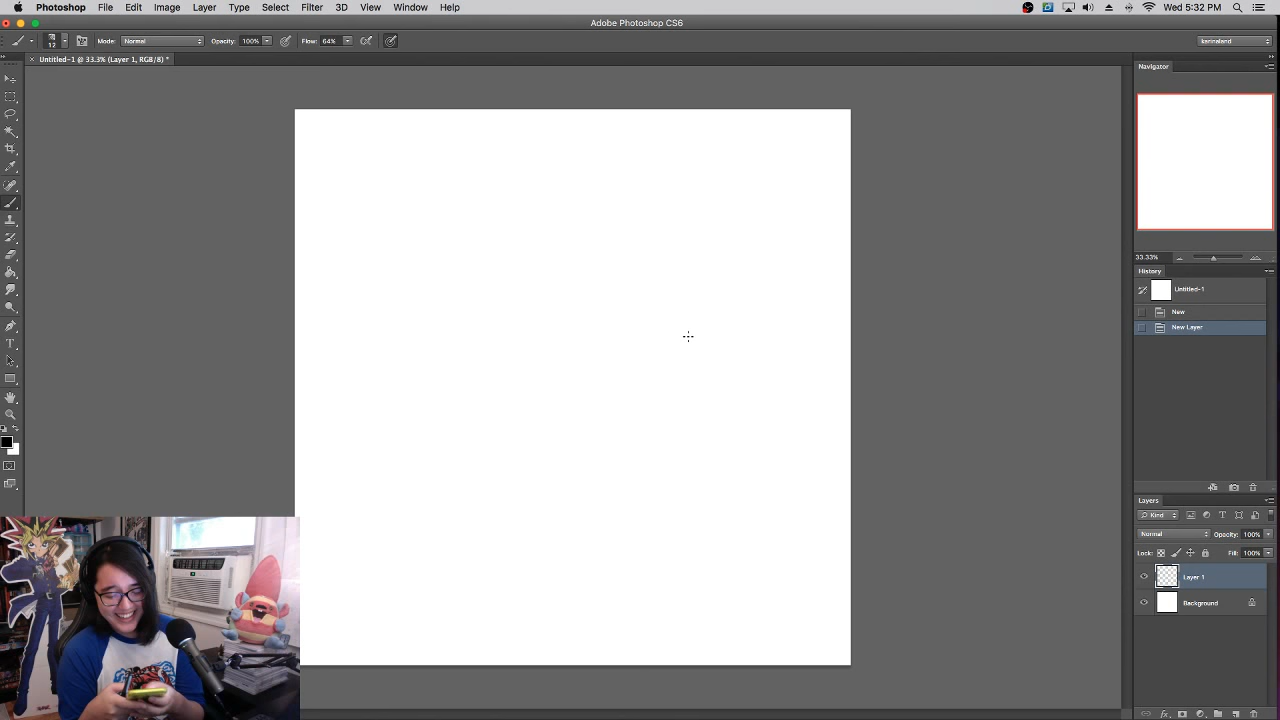 Photoshop File Edit Image Layer Type Select Filter 3D View Window Help Wed 5:32 PM
Adobe Photoshop CS6
12 Mode: Normal Opacity: 100% Flow: 64% karinaland
× Untitled-1 @ 33.3% (Layer 1, RGB/8) *
Navigator
33.33%
History
Untitled-1
New
New Layer
Layers
Kind
Normal Opacity: 100%
Lock: Fill: 100%
Layer 1
Background